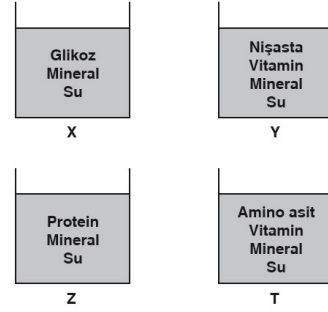 Glikoz
Mineral
Su
X
Nişasta
Vitamin
Mineral
Su
Y
Protein
Mineral
Su
Z
Amino asit
Vitamin
Mineral
Su
T